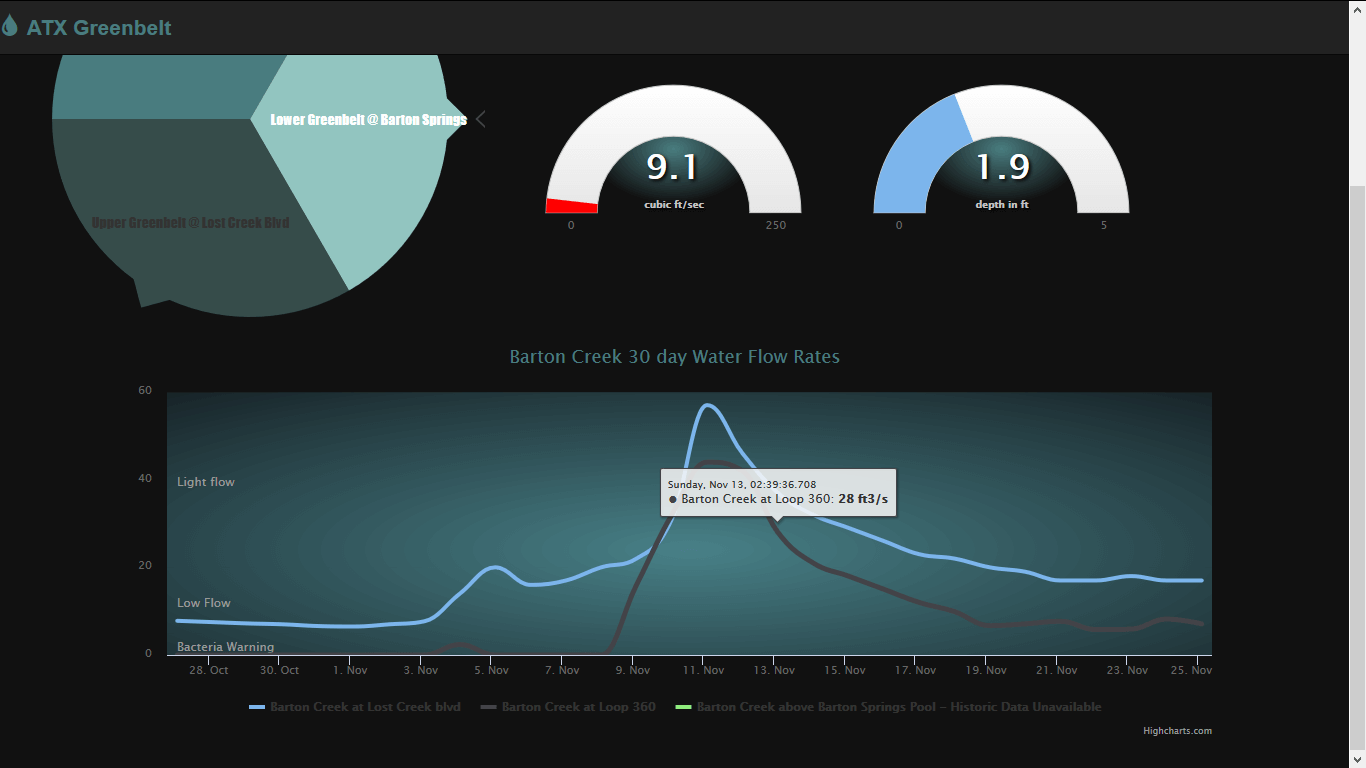 ATX Greenbelt
Lower Greenbelt @ Barton Springs
Upper Greenbelt @ Lost Creek Blvd
9.1
cubic ft/sec
0
250
1.9
depth in ft
0
5
Barton Creek 30 day Water Flow Rates
60
40
20
0
Light flow
Low Flow
Bacteria Warning
Sunday, Nov 13, 02:39:36.708
Barton Creek at Loop 360: 28 ft3/s
28. Oct
30. Oct
1. Nov
3. Nov
5. Nov
7. Nov
9. Nov
11. Nov
13. Nov
15. Nov
17. Nov
19. Nov
21. Nov
23. Nov
25. Nov
Barton Creek at Lost Creek blvd
Barton Creek at Loop 360
Barton Creek above Barton Springs Pool - Historic Data Unavailable
Highcharts.com